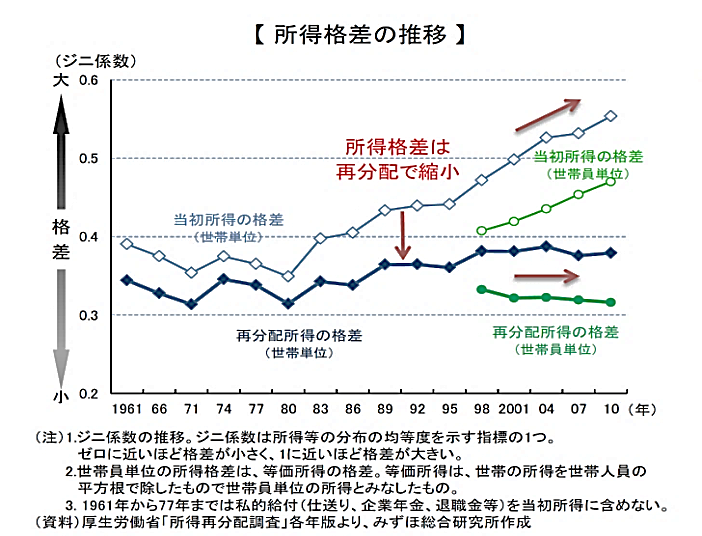 【 所得格差の推移 】
(ジニ係数)
大
格
差
小
0.6
0.5
0.4
0.3
0.2
所得格差は
再分配で縮小
当初所得の格差
(世帯員単位)
当初所得の格差
(世帯単位)
再分配所得の格差
(世帯単位)
再分配所得の格差
(世帯員単位)
1961 66 71 74 77 80 83 86 89 92 95 98 2001 04 07 10 (年)
(注)1.ジニ係数の推移。ジニ係数は所得等の分布の均等度を示す指標の1つ。
ゼロに近いほど格差が小さく、1に近いほど格差が大きい。
2.世帯員単位の所得格差は、等価所得の格差。等価所得は、世帯の所得を世帯人員の
平方根で除したもので世帯員単位の所得とみなしたもの。
3. 1961年から77年までは私的給付(仕送り、企業年金、退職金等)を当初所得に含めない。
(資料)厚生労働省「所得再分配調査」各年版より、みずほ総合研究所作成